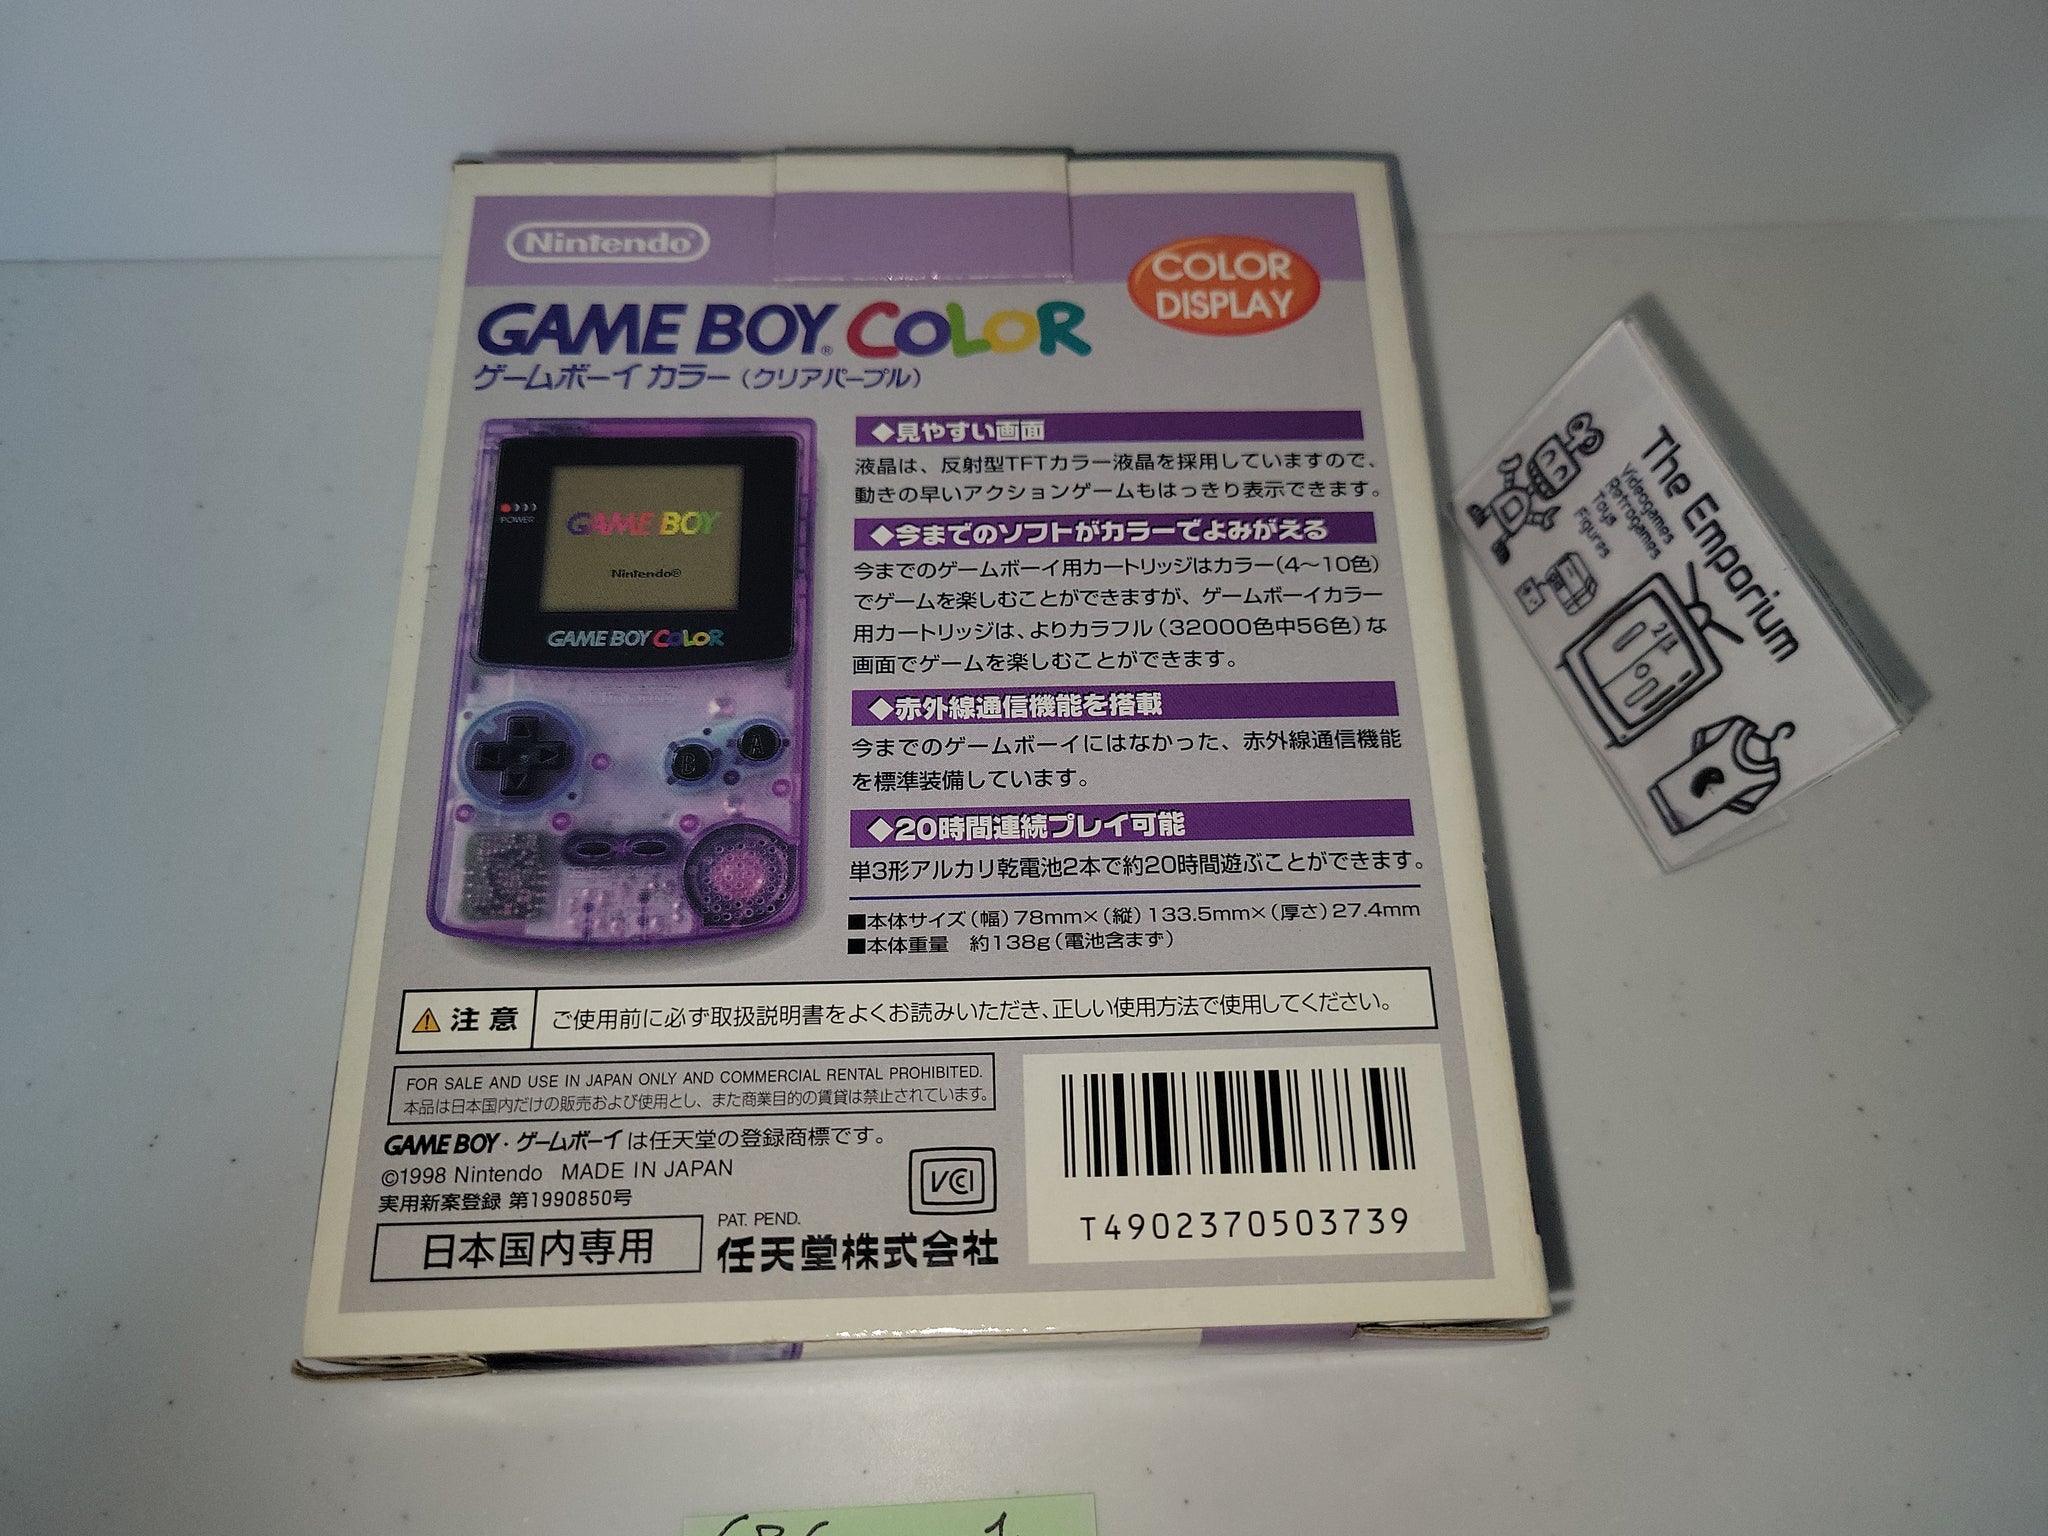 Nintendo®
COLOR
DISPLAY
GAME BOY® COLOR
ゲームボーイ カラー（クリアパープル）
POWER
GAME BOY
Nintendo®
GAME BOY COLOR
B
A
◆見やすい画面
液晶は、反射型TFTカラー液晶を採用していますので、
動きの早いアクションゲームもはっきり表示できます。
◆今までのソフトがカラーでよみがえる
今までのゲームボーイ用カートリッジはカラー（4〜10色）
でゲームを楽しむことができますが、ゲームボーイカラー
用カートリッジは、よりカラフル（32000色中56色）な
画面でゲームを楽しむことができます。
◆赤外線通信機能を搭載
今までのゲームボーイにはなかった、赤外線通信機能
を標準装備しています。
◆20時間連続プレイ可能
単3形アルカリ乾電池2本で約20時間遊ぶことができます。
■本体サイズ（幅）78mm×（縦）133.5mm×（厚さ）27.4mm
■本体重量　約138g（電池含まず）
注意
ご使用前に必ず取扱説明書をよくお読みいただき、正しい使用方法で使用してください。
FOR SALE AND USE IN JAPAN ONLY AND COMMERCIAL RENTAL PROHIBITED.
本品は日本国内だけの販売および使用とし、また商業目的の賃貸は禁止されています。
GAME BOY・ゲームボーイは任天堂の登録商標です。
©1998 Nintendo MADE IN JAPAN
実用新案登録 第1990850号
VCCI
日本国内専用
PAT. PEND.
任天堂株式会社
T4902370503739
The Emporium
Videogames
Retrogames
Toys
Figures